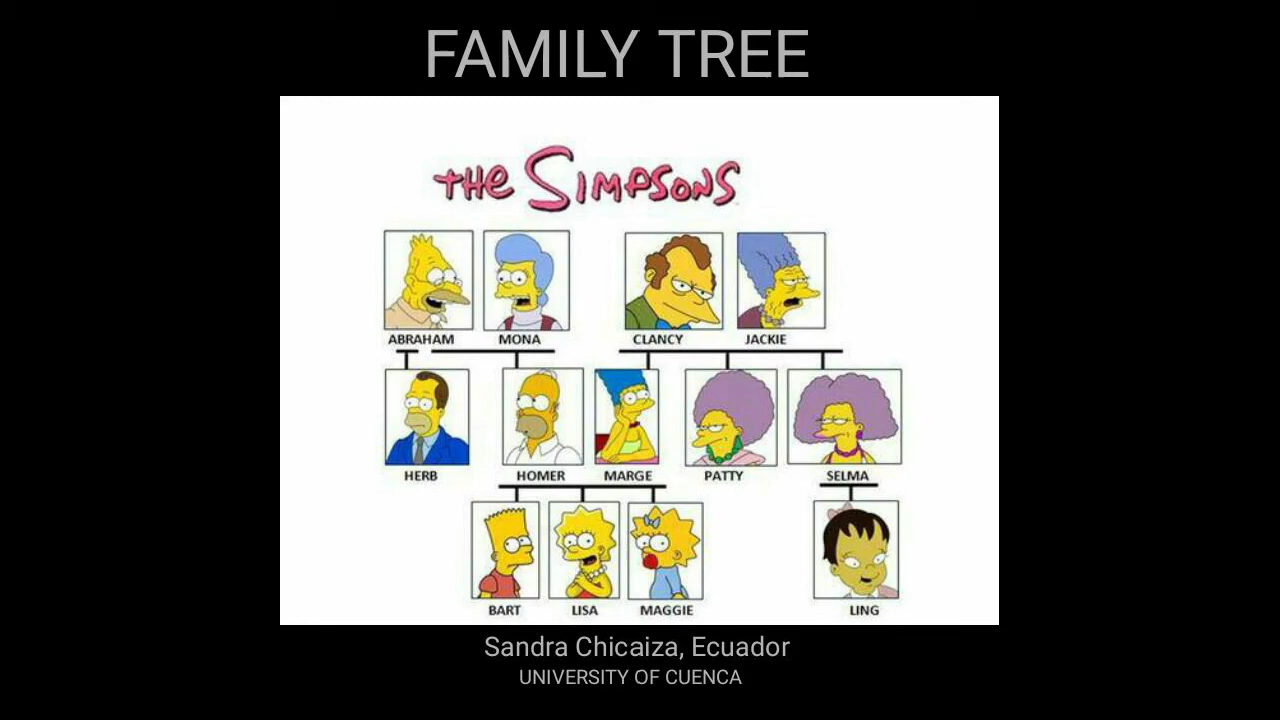 FAMILY TREE
THE SIMPSONS
ABRAHAM MONA CLANCY JACKIE
HERB HOMER MARGE PATTY SELMA
BART LISA MAGGIE LING
Sandra Chicaiza, Ecuador
UNIVERSITY OF CUENCA